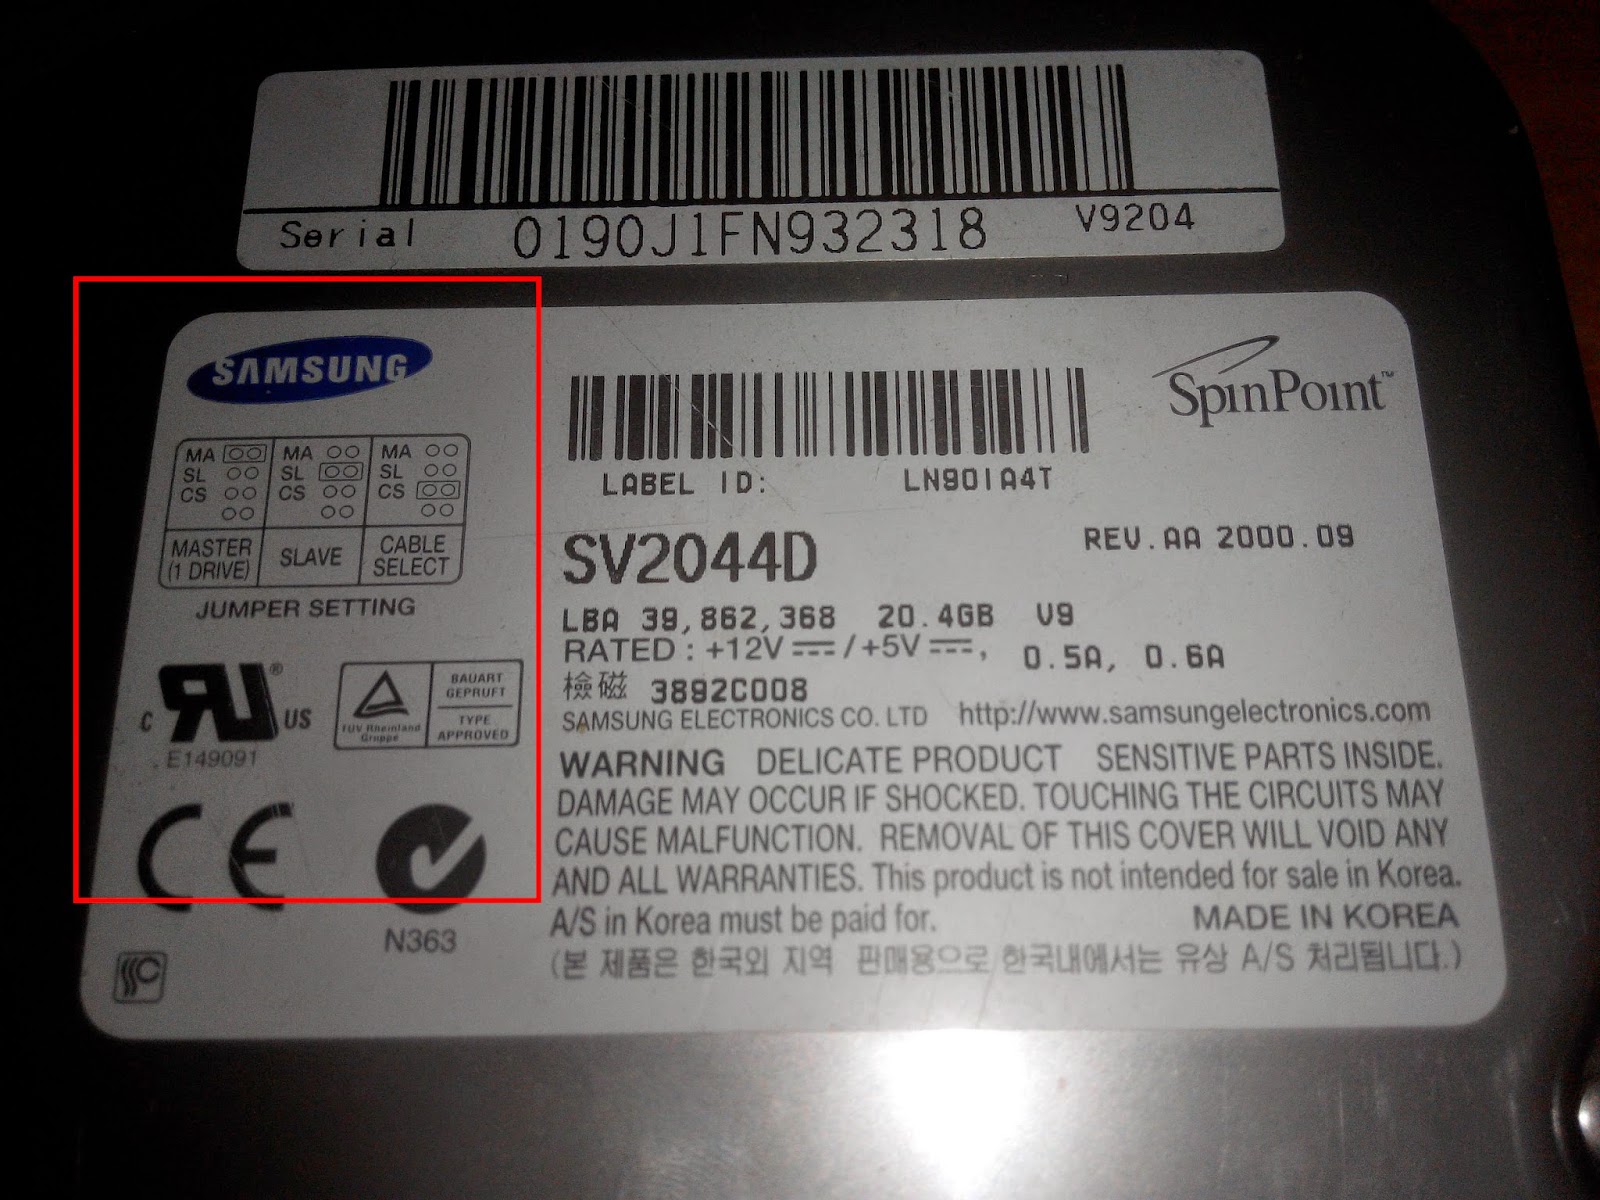 Serial 0190J1FN932318 V9204
SAMSUNG
SpinPoint™
MA MA MA
SL SL SL
CS CS CS
MASTER (1 DRIVE) SLAVE CABLE SELECT
JUMPER SETTING
LABEL ID: LN901A4T
SV2044D REV.AA 2000.09
LBA 39,862,368 20.4GB V9
RATED : +12V ⎓ / +5V ⎓, 0.5A, 0.6A
檢磁 3892C008
SAMSUNG ELECTRONICS CO. LTD http://www.samsungelectronics.com
C RU ® US
E149091
TUV Rheinland Gruppe
BAUART GEPRUFT
TYPE APPROVED
CE
N363
WARNING DELICATE PRODUCT SENSITIVE PARTS INSIDE.
DAMAGE MAY OCCUR IF SHOCKED. TOUCHING THE CIRCUITS MAY
CAUSE MALFUNCTION. REMOVAL OF THIS COVER WILL VOID ANY
AND ALL WARRANTIES. This product is not intended for sale in Korea.
A/S in Korea must be paid for. MADE IN KOREA
(본 제품은 한국외 지역 판매용으로 한국내에서는 유상 A/S 처리됩니다.)